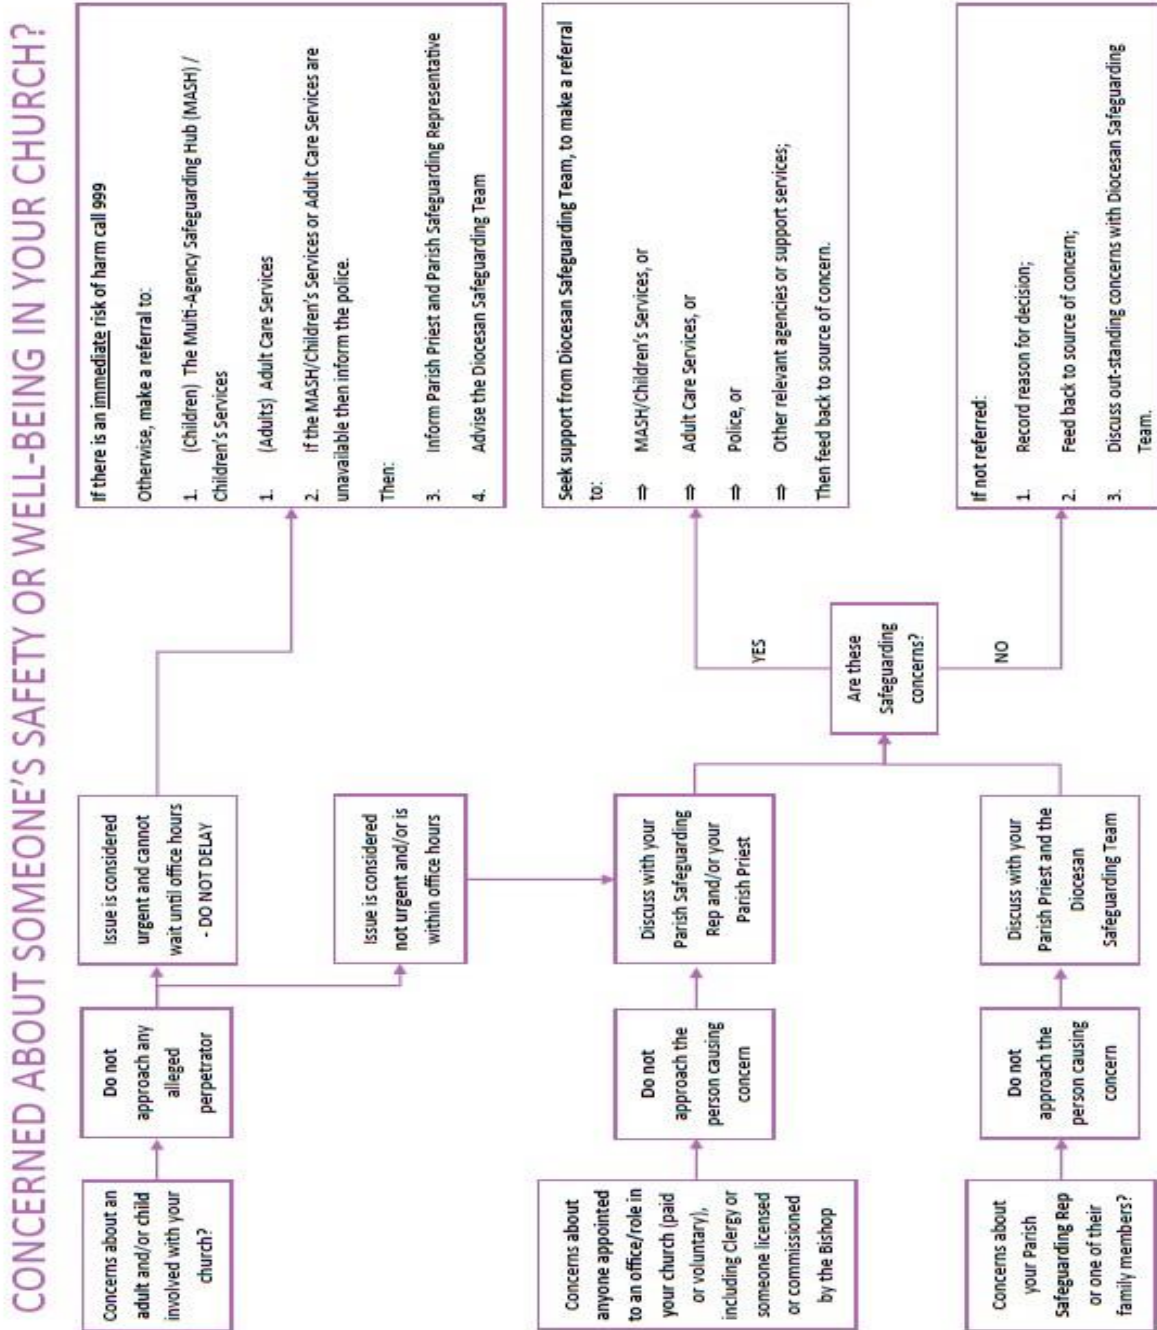 CONCERNED ABOUT SOMEONE'S SAFETY OR WELL-BEING IN YOUR CHURCH?
Concerns about an
adult and/or child
involved with your
church?
Do not
approach any
alleged
perpetrator
Issue is considered
urgent and cannot
wait until office hours
- DO NOT DELAY
Issue is considered
not urgent and/or is
within office hours
If there is an immediate risk of harm call 999
Otherwise, make a referral to:
1. (Children) The Multi-Agency Safeguarding Hub (MASH) /
Children's Services
1. (Adults) Adult Care Services
2. If the MASH/Children's Services or Adult Care Services are
unavailable then inform the police.
Then:
3. Inform Parish Priest and Parish Safeguarding Representative
4. Advise the Diocesan Safeguarding Team
Concerns about
anyone appointed
to an office/role in
your church (paid
or voluntary),
including Clergy or
someone licensed
or commissioned
by the Bishop
Do not
approach the
person causing
concern
Discuss with your
Parish Safeguarding
Rep and/or your
Parish Priest
Concerns about
your Parish
Safeguarding Rep
or one of their
family members?
Do not
approach the
person causing
concern
Discuss with your
Parish Priest and the
Diocesan
Safeguarding Team
Are these
Safeguarding
concerns?
YES
NO
Seek support from Diocesan Safeguarding Team, to make a referral
to:
⇒ MASH/Children's Services, or
⇒ Adult Care Services, or
⇒ Police, or
⇒ Other relevant agencies or support services;
Then feed back to source of concern.
If not referred:
1. Record reason for decision;
2. Feed back to source of concern;
3. Discuss out-standing concerns with Diocesan Safeguarding
Team.